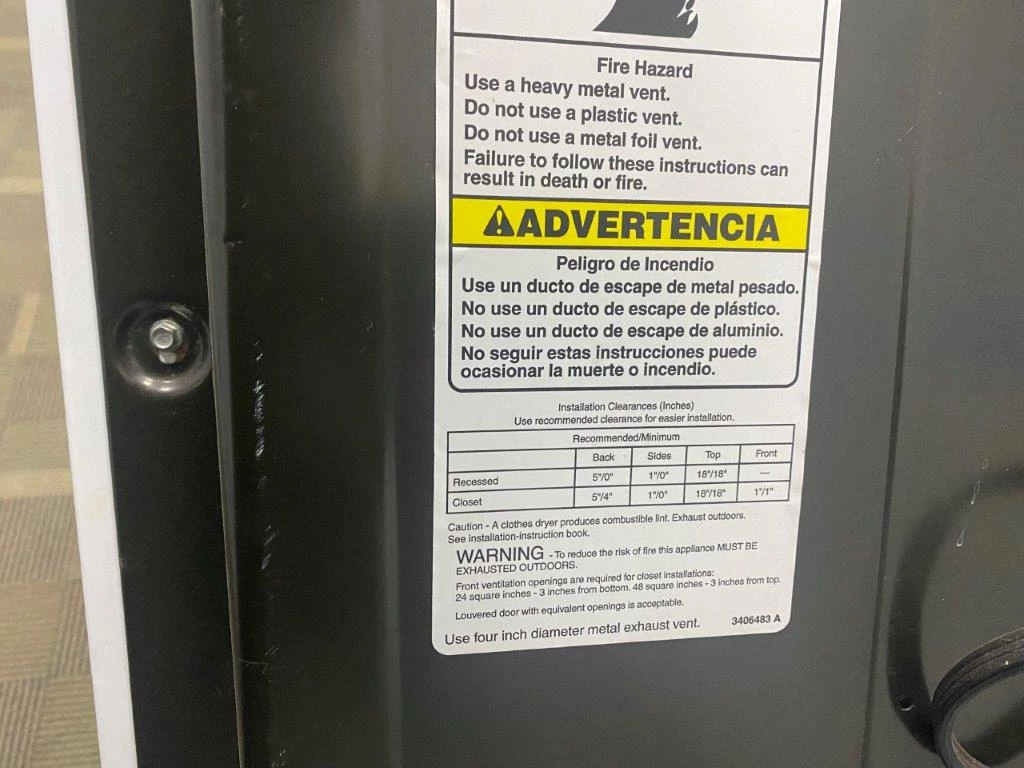 Fire Hazard
Use a heavy metal vent.
Do not use a plastic vent.
Do not use a metal foil vent.
Failure to follow these instructions can
result in death or fire.
⚠ADVERTENCIA
Peligro de Incendio
Use un ducto de escape de metal pesado.
No use un ducto de escape de plástico.
No use un ducto de escape de aluminio.
No seguir estas instrucciones puede
ocasionar la muerte o incendio.
Installation Clearances (Inches)
Use recommended clearance for easier installation.
Recommended/Minimum
Back Sides Top Front
Recessed 5"/0" 1"/0" 18"/18" —
Closet 5"/4" 1"/0" 18"/18" 1"/1"
Caution - A clothes dryer produces combustible lint. Exhaust outdoors.
See installation-instruction book.
WARNING - To reduce the risk of fire this appliance MUST BE
EXHAUSTED OUTDOORS.
Front ventilation openings are required for closet installations:
24 square inches - 3 inches from bottom. 48 square inches - 3 inches from top.
Louvered door with equivalent openings is acceptable.
Use four inch diameter metal exhaust vent. 3406483 A